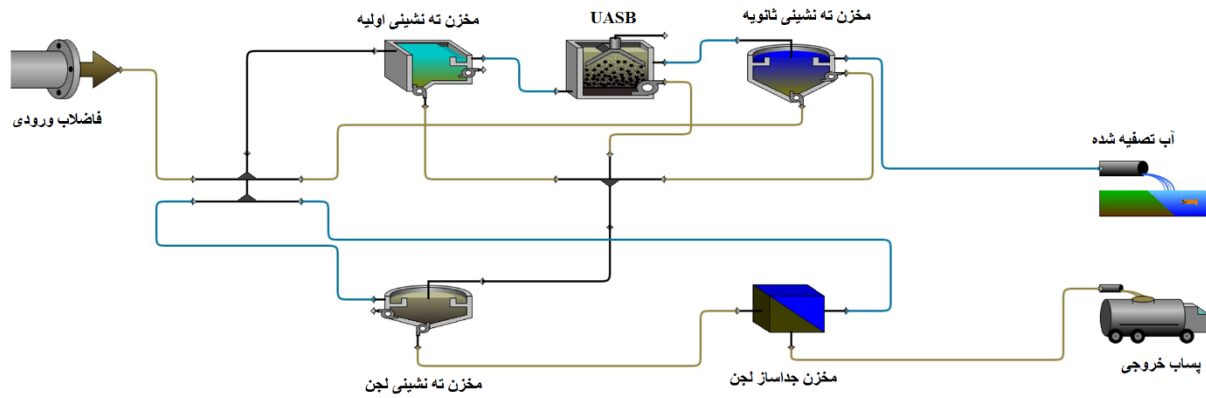 مخزن ته نشینی اولیه
UASB
مخزن ته نشینی ثانویه
فاضلاب ورودی
آب تصفیه شده
مخزن ته نشینی لجن
مخزن جداساز لجن
پساب خروجی